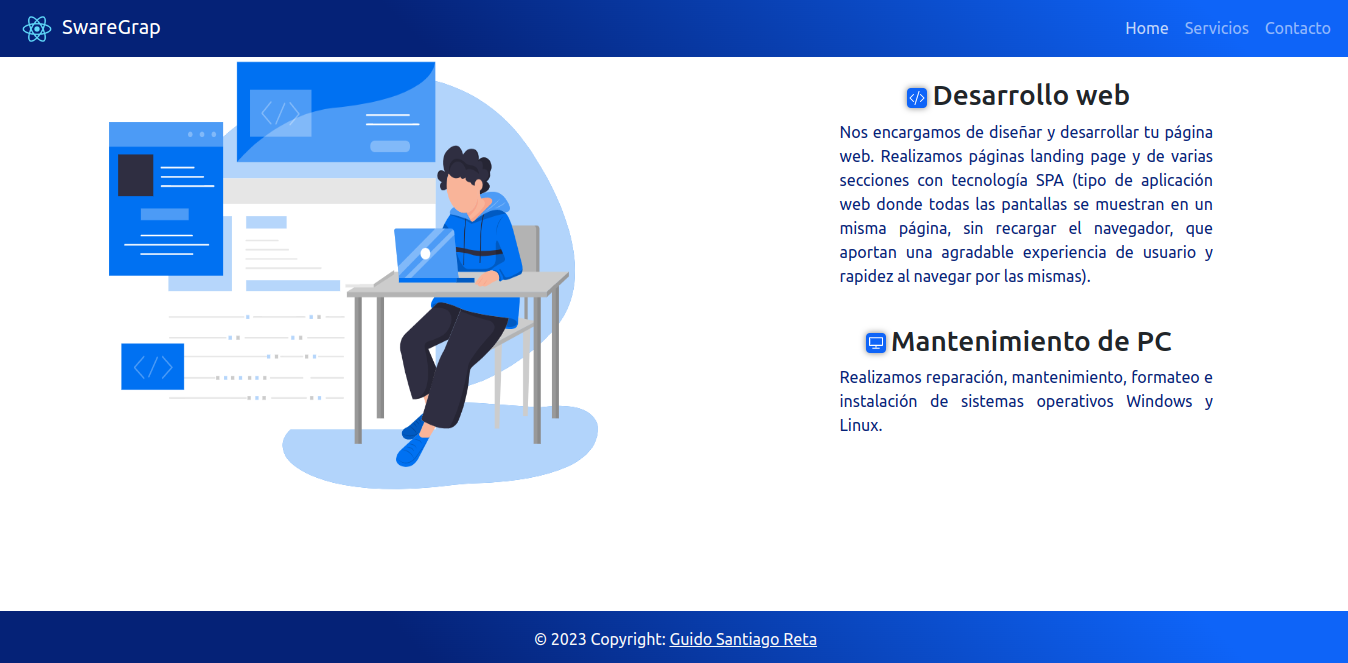 SwareGrap
Home Servicios Contacto
</> Desarrollo web
Nos encargamos de diseñar y desarrollar tu página
web. Realizamos páginas landing page y de varias
secciones con tecnología SPA (tipo de aplicación
web donde todas las pantallas se muestran en un
misma página, sin recargar el navegador, que
aportan una agradable experiencia de usuario y
rapidez al navegar por las mismas).
Mantenimiento de PC
Realizamos reparación, mantenimiento, formateo e
instalación de sistemas operativos Windows y
Linux.
</>
</>
© 2023 Copyright: Guido Santiago Reta